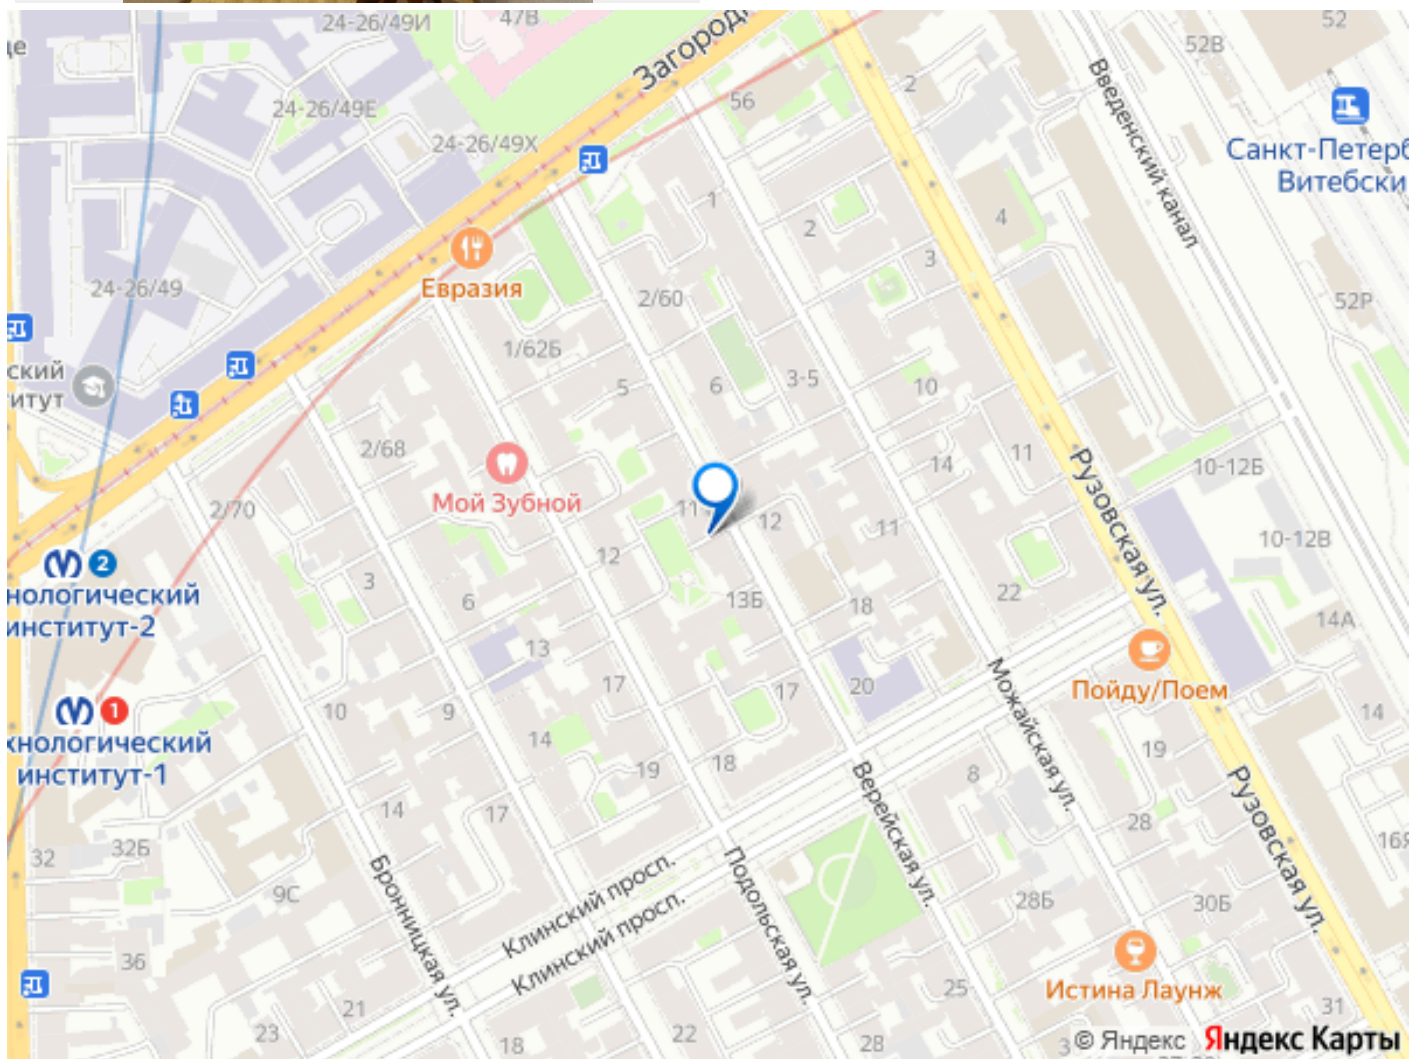 24-26/49И
47В
Загородн
52
52В
де
24-26/49Е
56
2
Введенский канал
24-26/49Х
Санкт-Петерб
Витебски
1
2
4
3
24-26/49
Евразия
2/60
52Р
1/62Б
ский
итут
5
6
3-5
10
2/68
Мой Зубной
11
14
10-12Б
Рузовская ул.
2/70
11
12
11
10-12В
2
нологический
институт-2
3
12
6
13Б
18
22
14А
13
Пойду/Поем
17
17
20
Можайская ул.
1
хнологический
институт-1
10
9
14
14
19
18
8
19
Верейская ул.
Рузовская ул.
14
17
28
32
32Б
16Я
Бронницкая ул.
9С
Клинский просп.
Клинский просп.
Подольская ул.
28Б
30Б
36
Истина Лаунж
25
21
31
23
18
22
28
3
© Яндекс Яндекс Карты